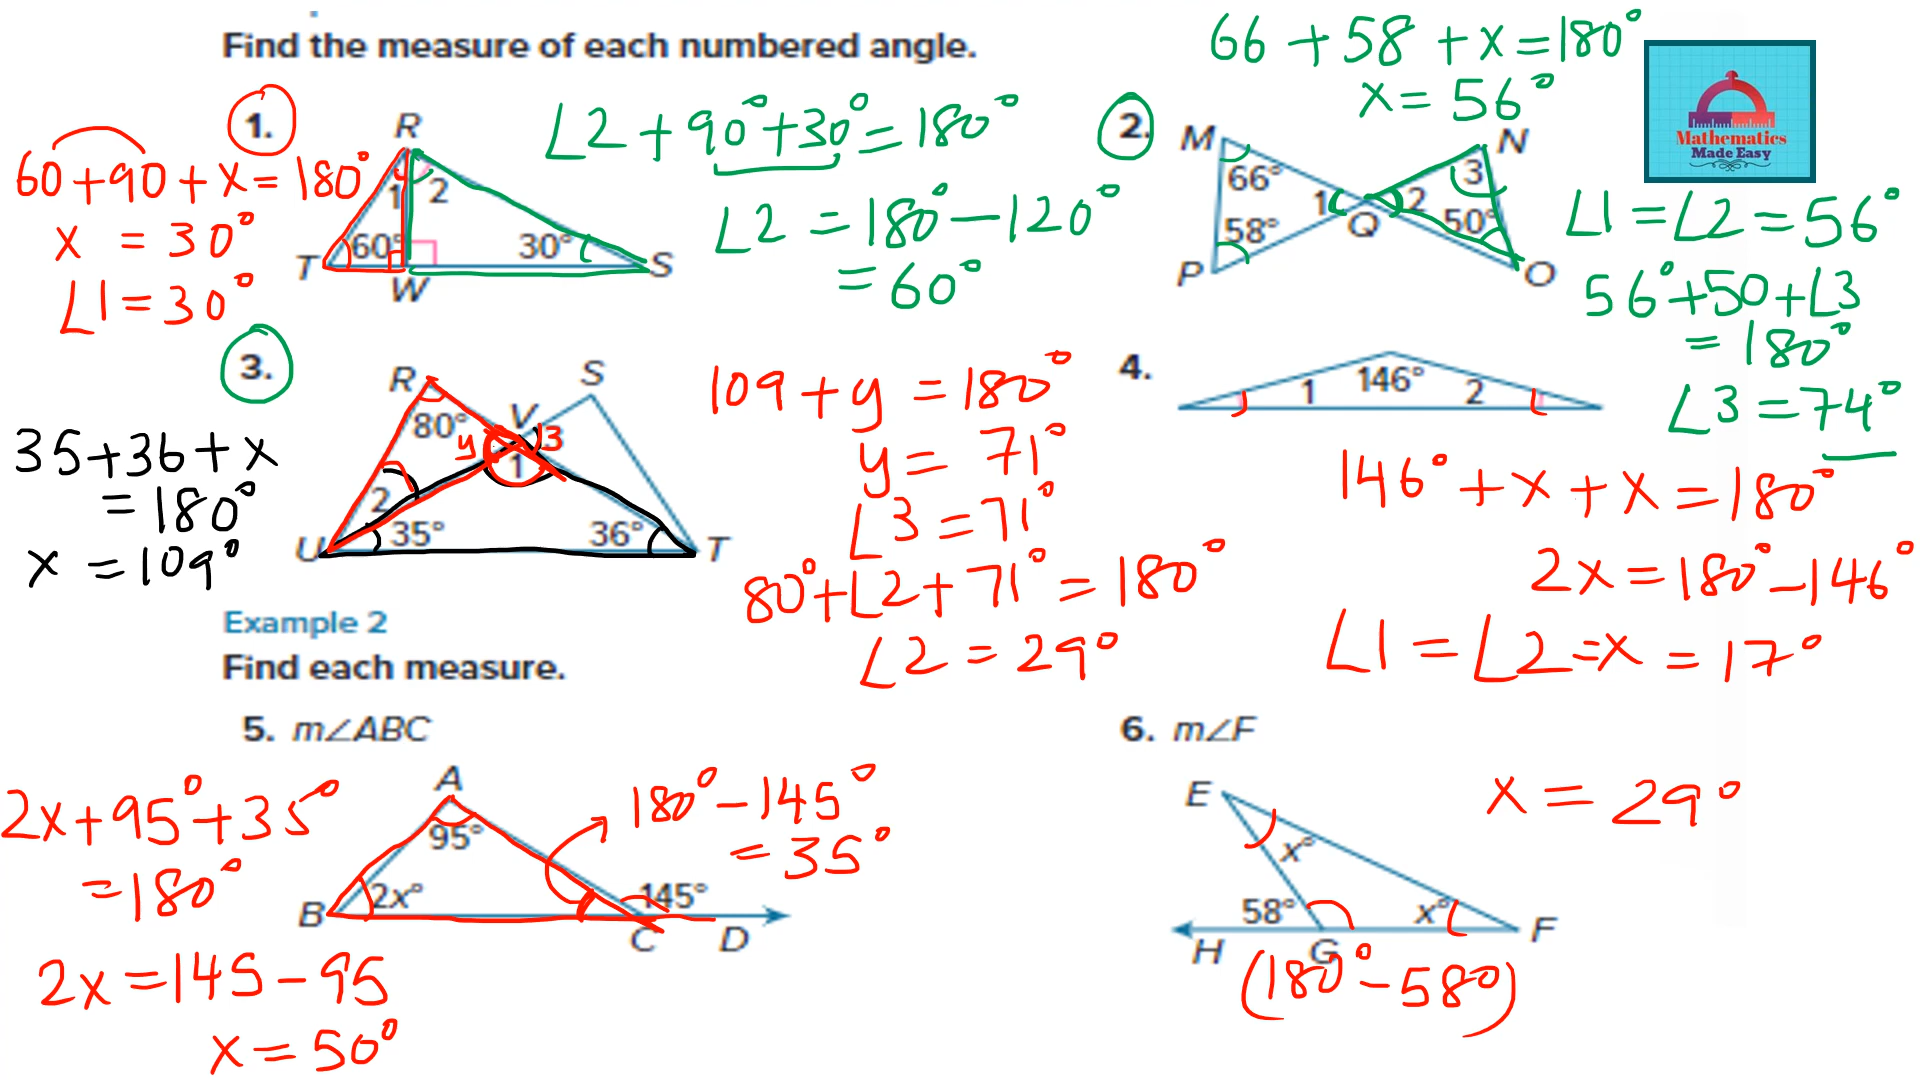 Find the measure of each numbered angle.
66 + 58 + x = 180°
x = 56°
Mathematics
Made Easy
1.
60 + 90 + x = 180°
x = 30°
∠1 = 30°
R
1 2
60° 30°
T W S
∠2 + 90° + 30° = 180°
∠2 = 180° - 120°
= 60°
2.
M N
66° 3
1 2
58° Q 50°
P O
∠1 = ∠2 = 56°
56° + 50 + ∠3
= 180°
∠3 = 74°
3.
35 + 36 + x
= 180°
x = 109°
R S
80° y V 3
1
2
35° 36°
U T
109 + y = 180°
y = 71°
∠3 = 71°
80° + ∠2 + 71° = 180°
∠2 = 29°
4.
1 146° 2
146° + x + x = 180°
2x = 180° - 146°
∠1 = ∠2 = x = 17°
Example 2
Find each measure.
5. m∠ABC
2x + 95° + 35°
= 180°
2x = 145 - 95
x = 50°
A
95°
2x° 145°
B C D
180° - 145°
= 35°
6. m∠F
E
x°
58° x°
H G F
(180° - 58°)
x = 29°